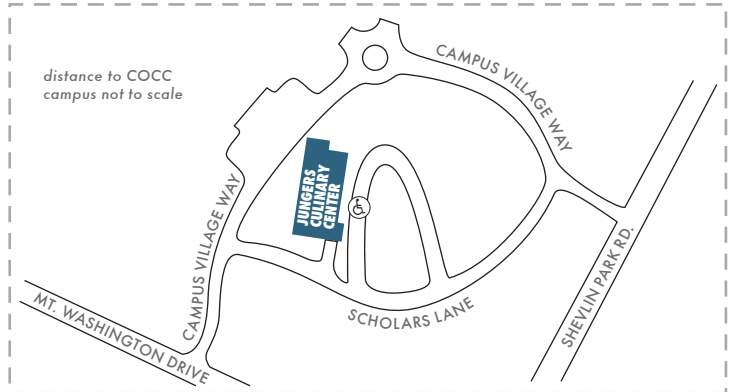 distance to COCC
campus not to scale
CAMPUS VILLAGE WAY
JUNGERS
CULINARY
CENTER
CAMPUS VILLAGE WAY
SHEVLIN PARK RD.
SCHOLARS LANE
MT. WASHINGTON DRIVE